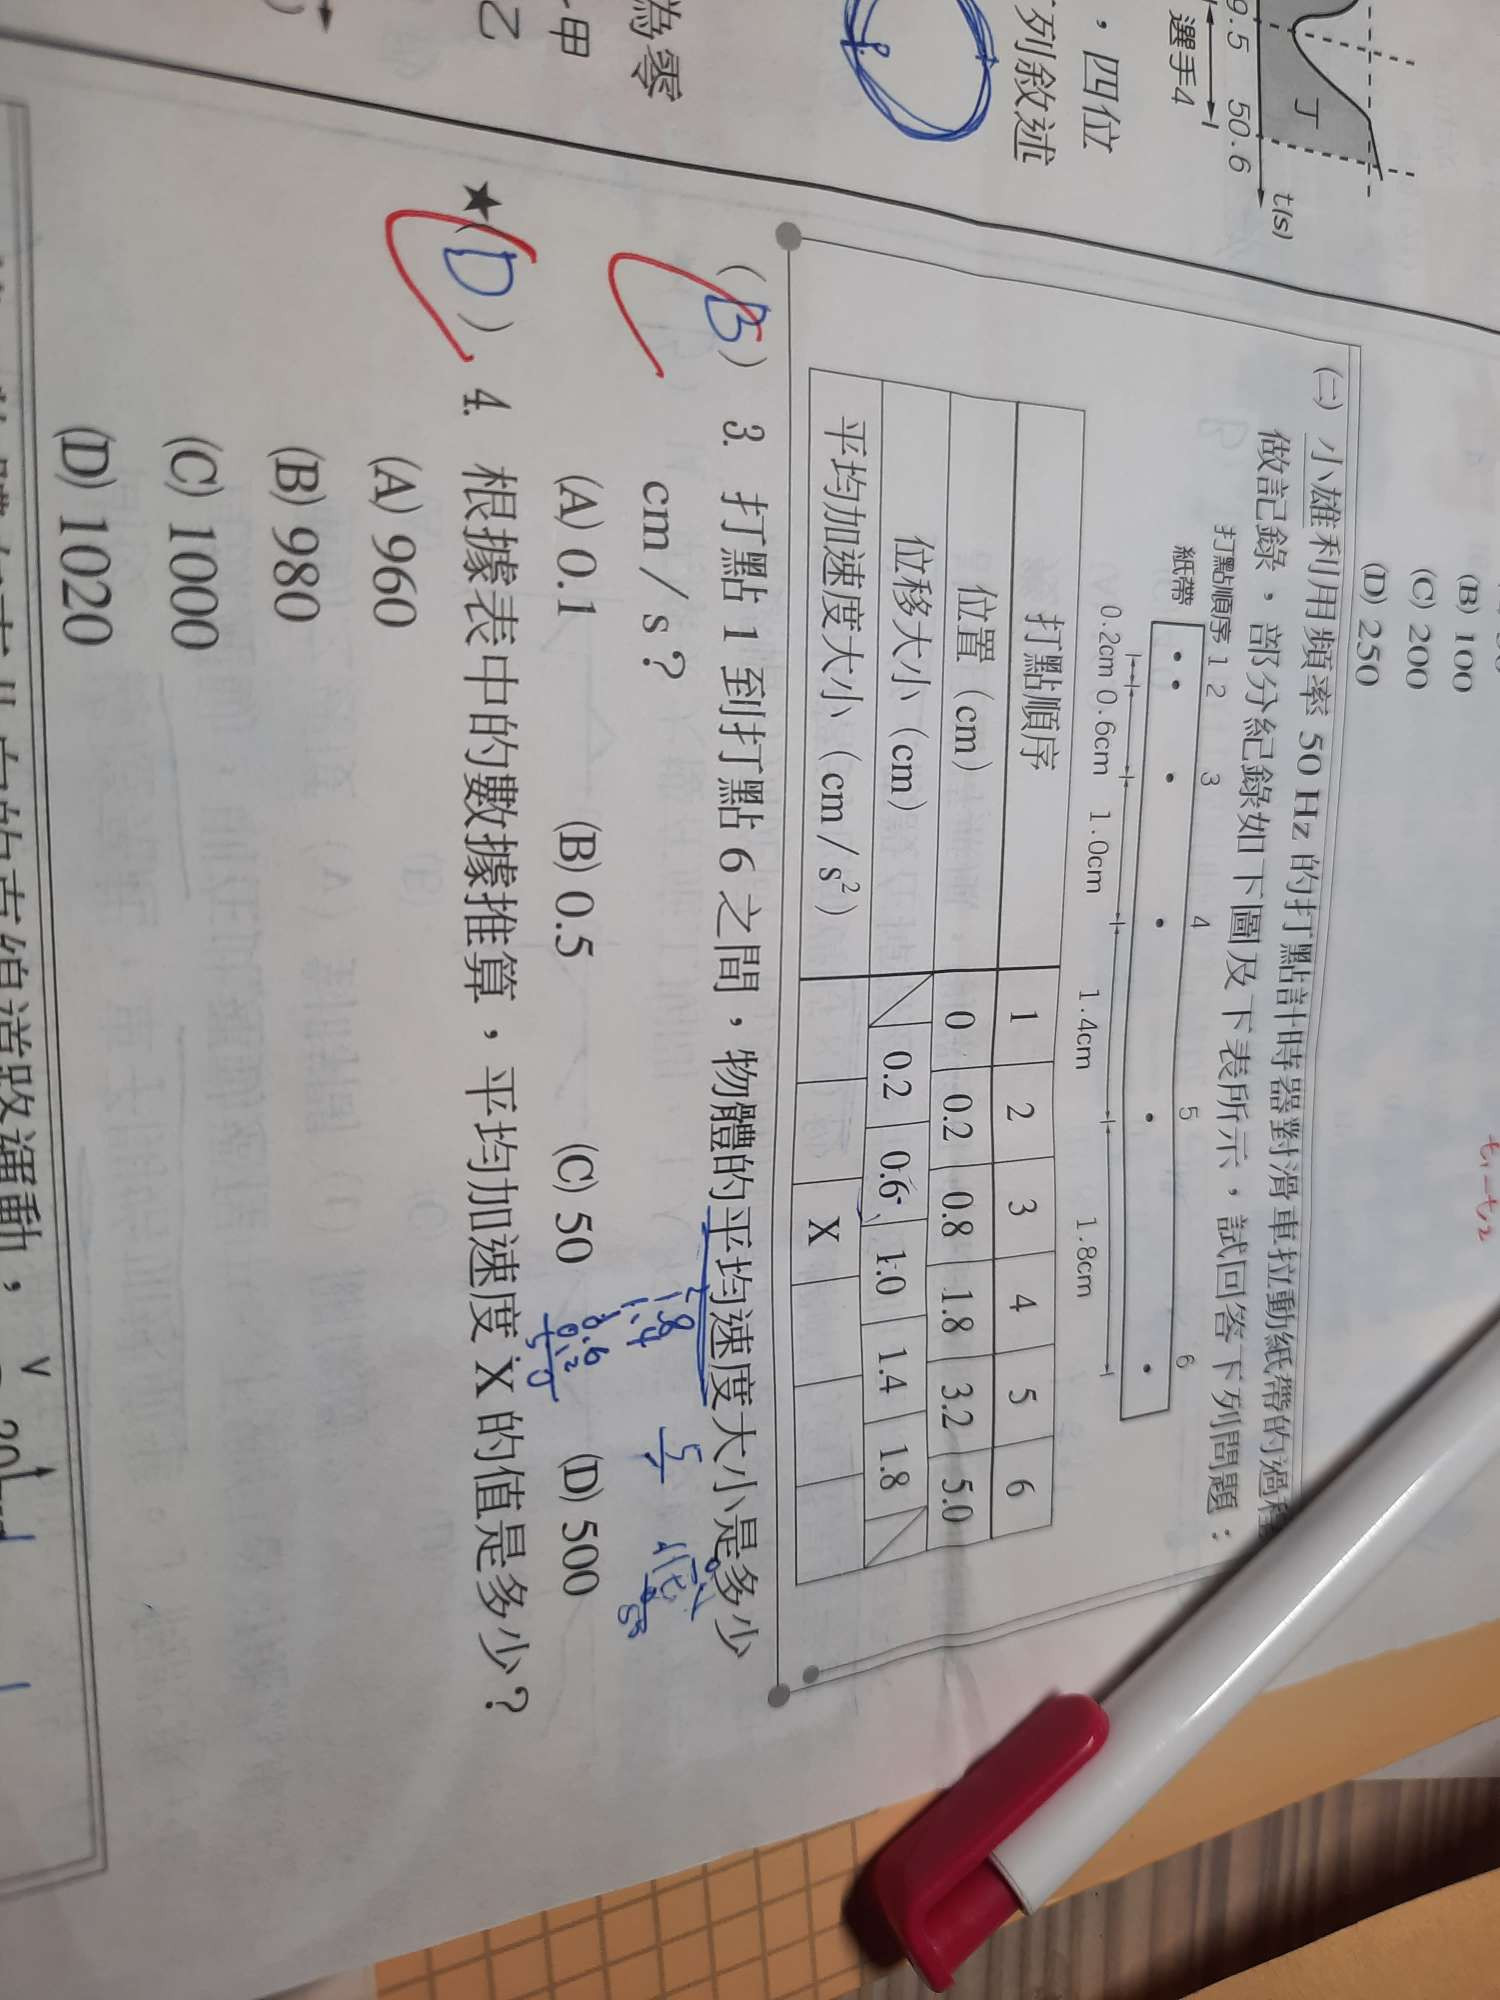 9.5 50.6 t(s)
丁
選手4
，四位
列敘述
為零
甲
乙
(B) 100
(C) 200
(D) 250
㈡ 小雄利用頻率 50 Hz 的打點計時器對滑車拉動紙帶的過程
做記錄，部分紀錄如下圖及下表所示，試回答下列問題：
打點順序 1 2 3 4 5 6
紙帶
0.2cm 0.6cm 1.0cm 1.4cm 1.8cm
打點順序 1 2 3 4 5 6
位置（cm） 0 0.2 0.8 1.8 3.2 5.0
位移大小（cm） 0.2 0.6 1.0 1.4 1.8
平均加速度大小（cm / s²） X
（B）3. 打點 1 到打點 6 之間，物體的平均速度大小是多少
cm / s？
(A) 0.1 (B) 0.5 (C) 50 (D) 500
★（D）4. 根據表中的數據推算，平均加速度 X 的值是多少？
(A) 960
(B) 980
(C) 1000
(D) 1020